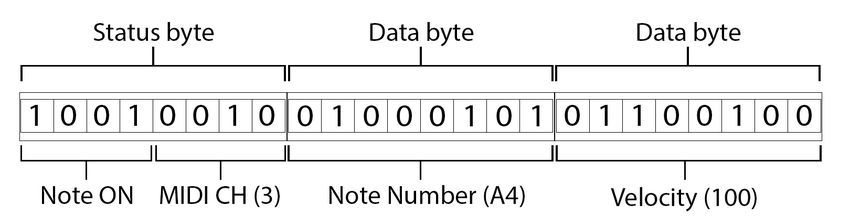 Status byte Data byte Data byte
1 0 0 1 0 0 1 0 0 1 0 0 0 1 0 1 0 1 1 0 0 1 0 0
Note ON MIDI CH (3) Note Number (A4) Velocity (100)